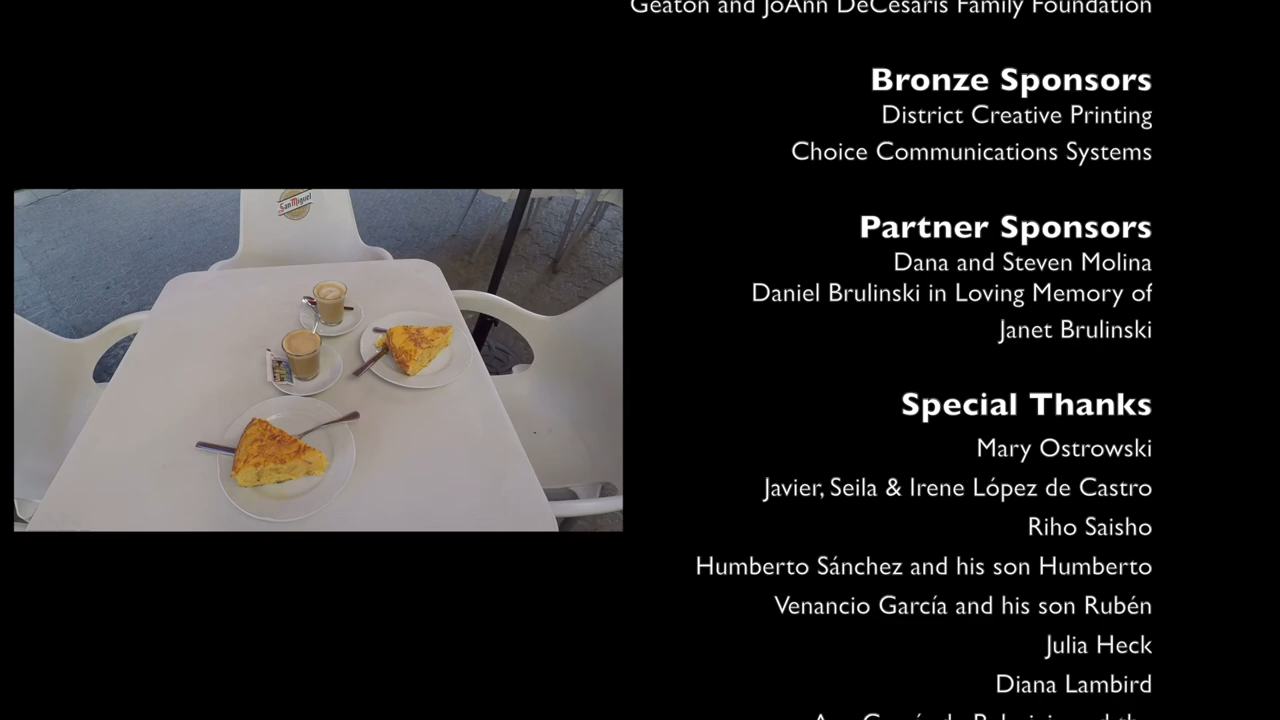 Geaton and JoAnn DeCesaris Family Foundation
Bronze Sponsors
District Creative Printing
Choice Communications Systems
San Miguel
Partner Sponsors
Dana and Steven Molina
Daniel Brulinski in Loving Memory of
Janet Brulinski
Special Thanks
Mary Ostrowski
Javier, Seila & Irene López de Castro
Riho Saisho
Humberto Sánchez and his son Humberto
Venancio García and his son Rubén
Julia Heck
Diana Lambird